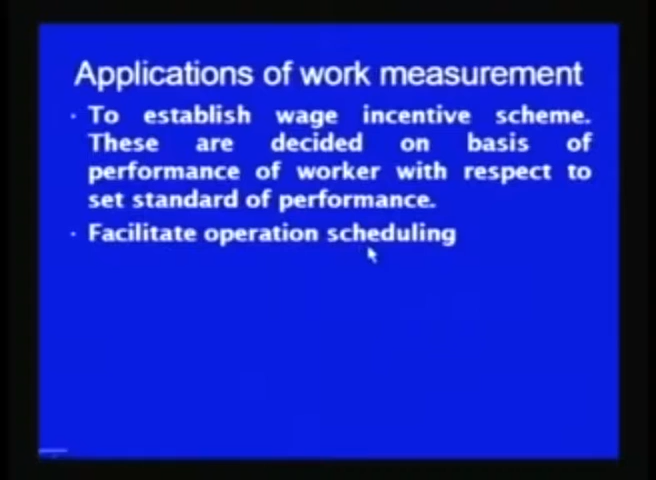 Applications of work measurement
· To establish wage incentive scheme.
These are decided on basis of
performance of worker with respect to
set standard of performance.
· Facilitate operation scheduling